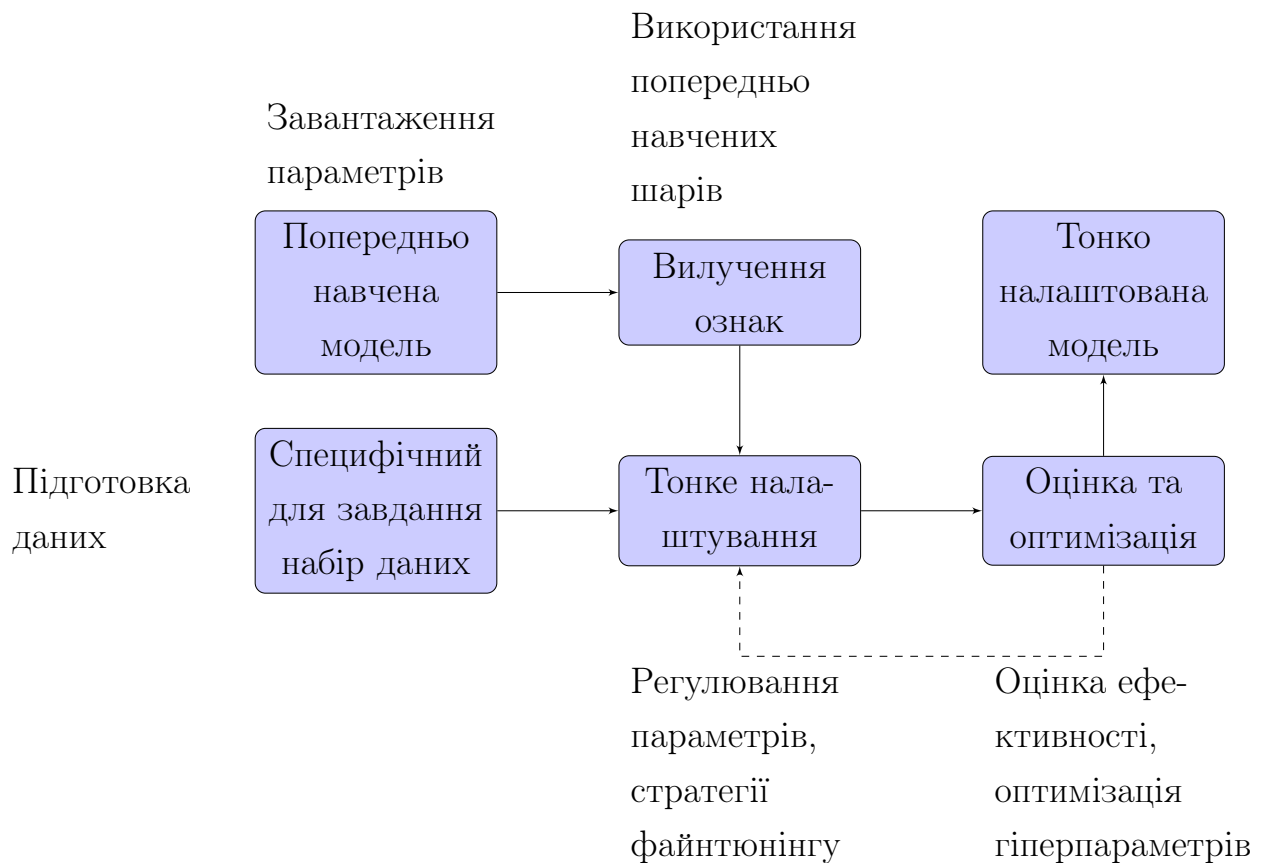 Використання
попередньо
навчених
шарів
Завантаження
параметрів
Попередньо
навчена
модель
Вилучення
ознак
Тонко
налаштована
модель
Підготовка
даних
Специфічний
для завдання
набір даних
Тонке нала-
штування
Оцінка та
оптимізація
Регулювання
параметрів,
стратегії
файнтюнінгу
Оцінка ефе-
ктивності,
оптимізація
гіперпараметрів